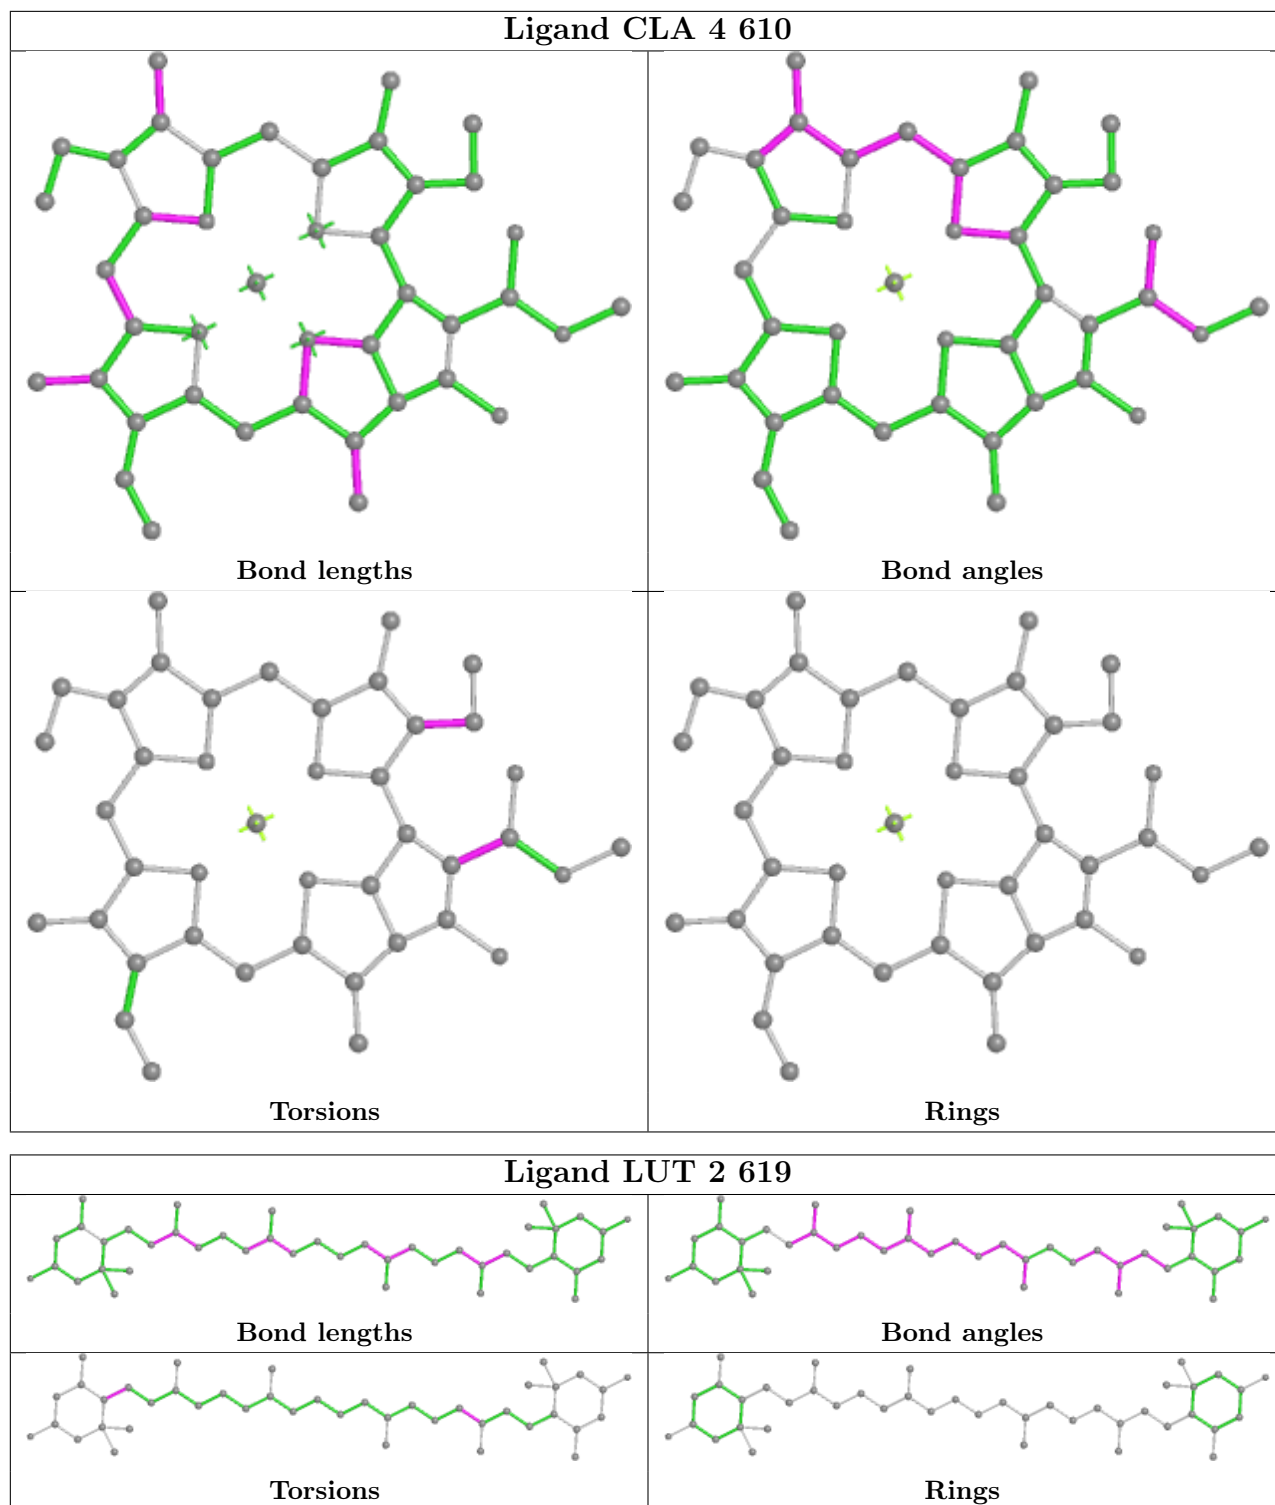 Ligand CLA 4 610
Bond lengths
Bond angles
Torsions
Rings
Ligand LUT 2 619
Bond lengths
Bond angles
Torsions
Rings